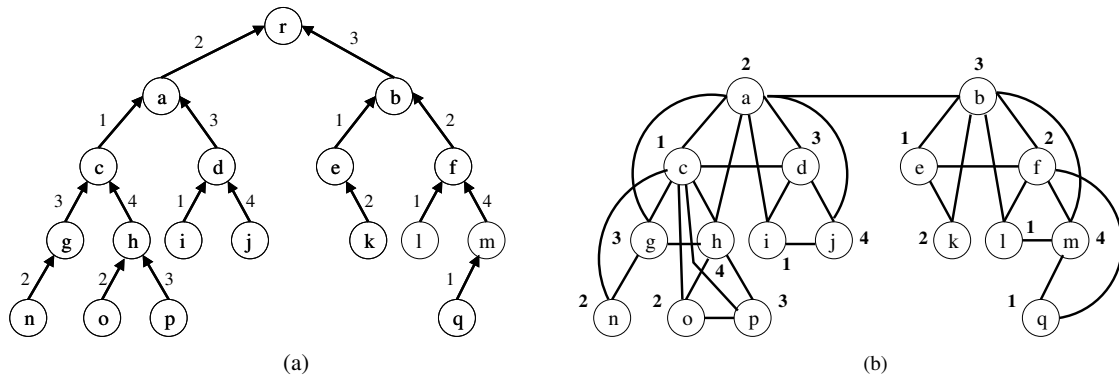 r
2 3
a b
1 3 1 2
c d e f
3 4 1 4 2 1 4
g h i j k l m
2 2 3 1
n o p q
(a)
2 3
a b
1 3 1 2
c d e f
3 g h i j 4 2 k l 1 m 4
4 1
2 n 2 o p 3 1 q
(b)